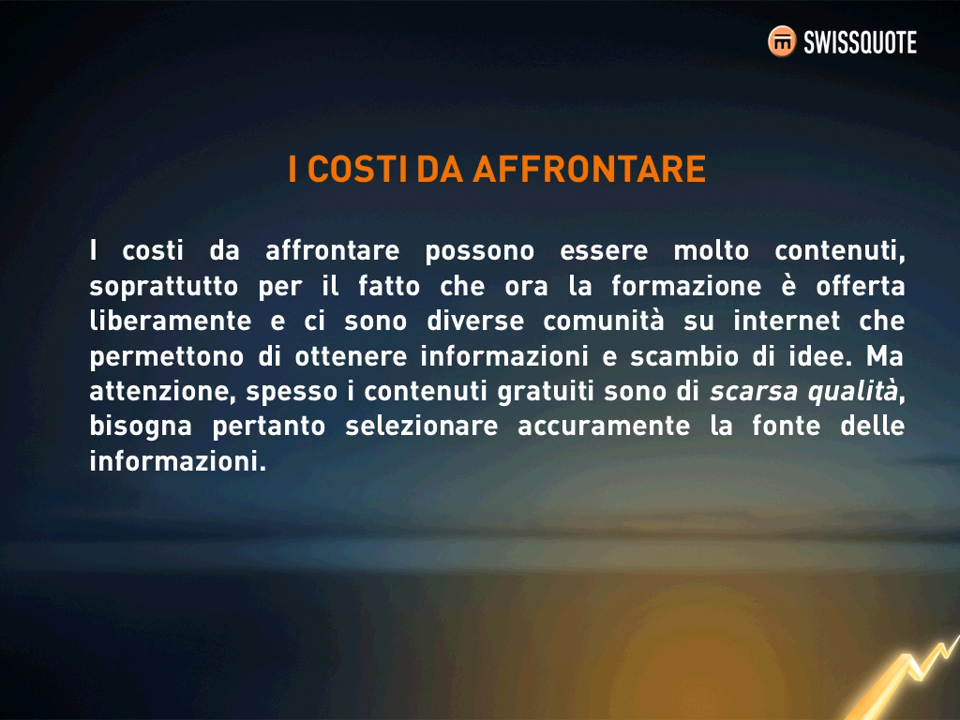 SWISSQUOTE
I COSTI DA AFFRONTARE
I costi da affrontare possono essere molto contenuti,
soprattutto per il fatto che ora la formazione è offerta
liberamente e ci sono diverse comunità su internet che
permettono di ottenere informazioni e scambio di idee. Ma
attenzione, spesso i contenuti gratuiti sono di scarsa qualità,
bisogna pertanto selezionare accuramente la fonte delle
informazioni.